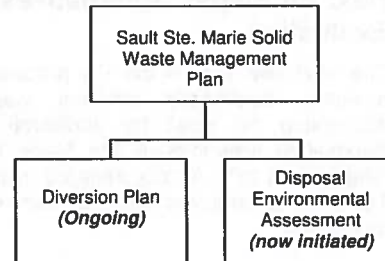 Sault Ste. Marie Solid
Waste Management
Plan
Diversion Plan
(Ongoing)
Disposal
Environmental
Assessment
(now initiated)